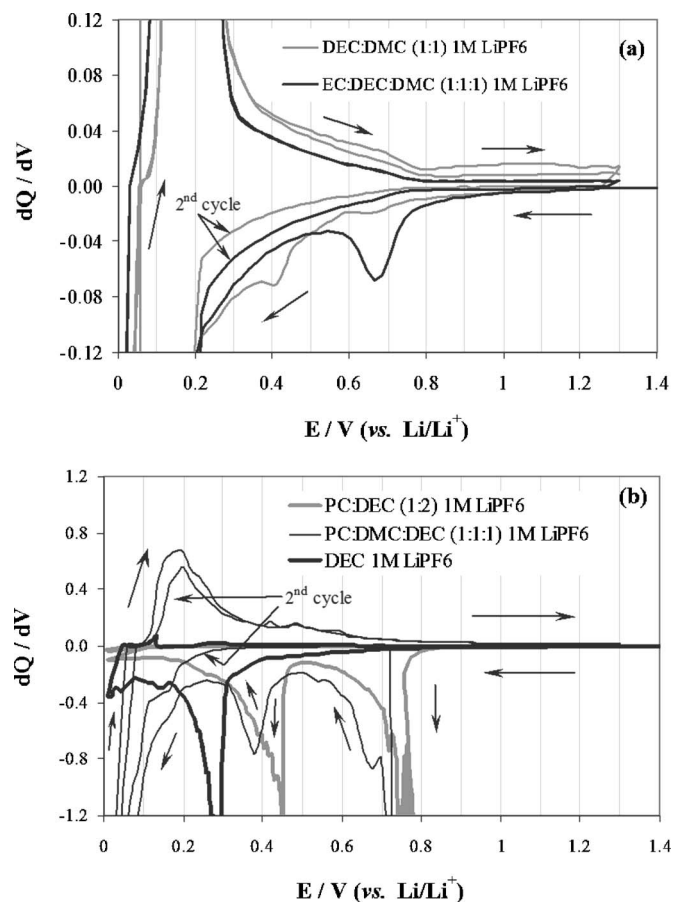 0.12
(a)
DEC:DMC (1:1) 1M LiPF6
EC:DEC:DMC (1:1:1) 1M LiPF6
0.08
0.04
0.00
2nd cycle
-0.04
-0.08
-0.12
dQ / dV
0 0.2 0.4 0.6 0.8 1 1.2 1.4
E / V (vs. Li/Li+)
1.2
(b)
PC:DEC (1:2) 1M LiPF6
PC:DMC:DEC (1:1:1) 1M LiPF6
DEC 1M LiPF6
0.8
0.4
2nd cycle
0.0
-0.4
-0.8
-1.2
dQ / dV
0 0.2 0.4 0.6 0.8 1 1.2 1.4
E / V (vs. Li/Li+)